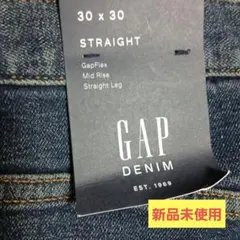 30 x 30
STRAIGHT
GapFlex
Mid Rise
Straight Leg
GAP
DENIM
EST. 1969
新品未使用